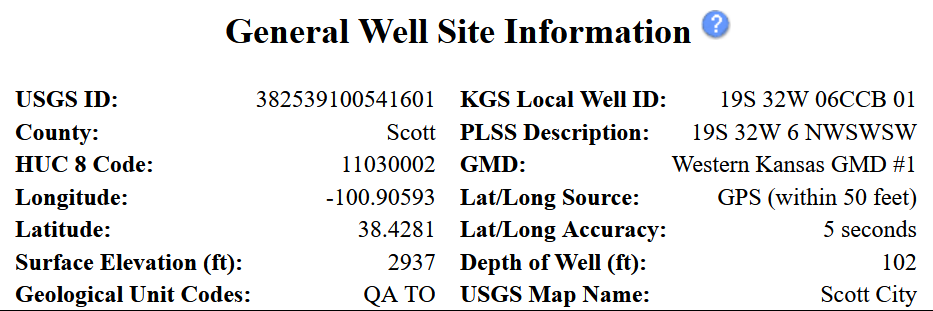 General Well Site Information ?
USGS ID: 382539100541601 KGS Local Well ID: 19S 32W 06CCB 01
County: Scott PLSS Description: 19S 32W 6 NWSWSW
HUC 8 Code: 11030002 GMD: Western Kansas GMD #1
Longitude: -100.90593 Lat/Long Source: GPS (within 50 feet)
Latitude: 38.4281 Lat/Long Accuracy: 5 seconds
Surface Elevation (ft): 2937 Depth of Well (ft): 102
Geological Unit Codes: QA TO USGS Map Name: Scott City